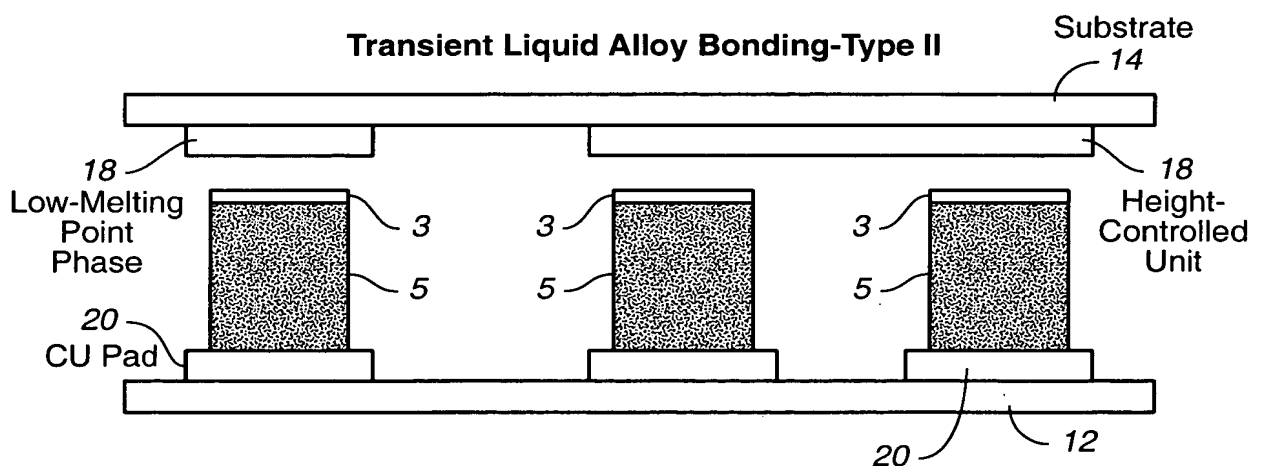 Transient Liquid Alloy Bonding-Type II
Substrate
14
18
Low-Melting
Point
Phase
18
Height-
Controlled
Unit
3
3
3
5
5
5
20
CU Pad
20
12